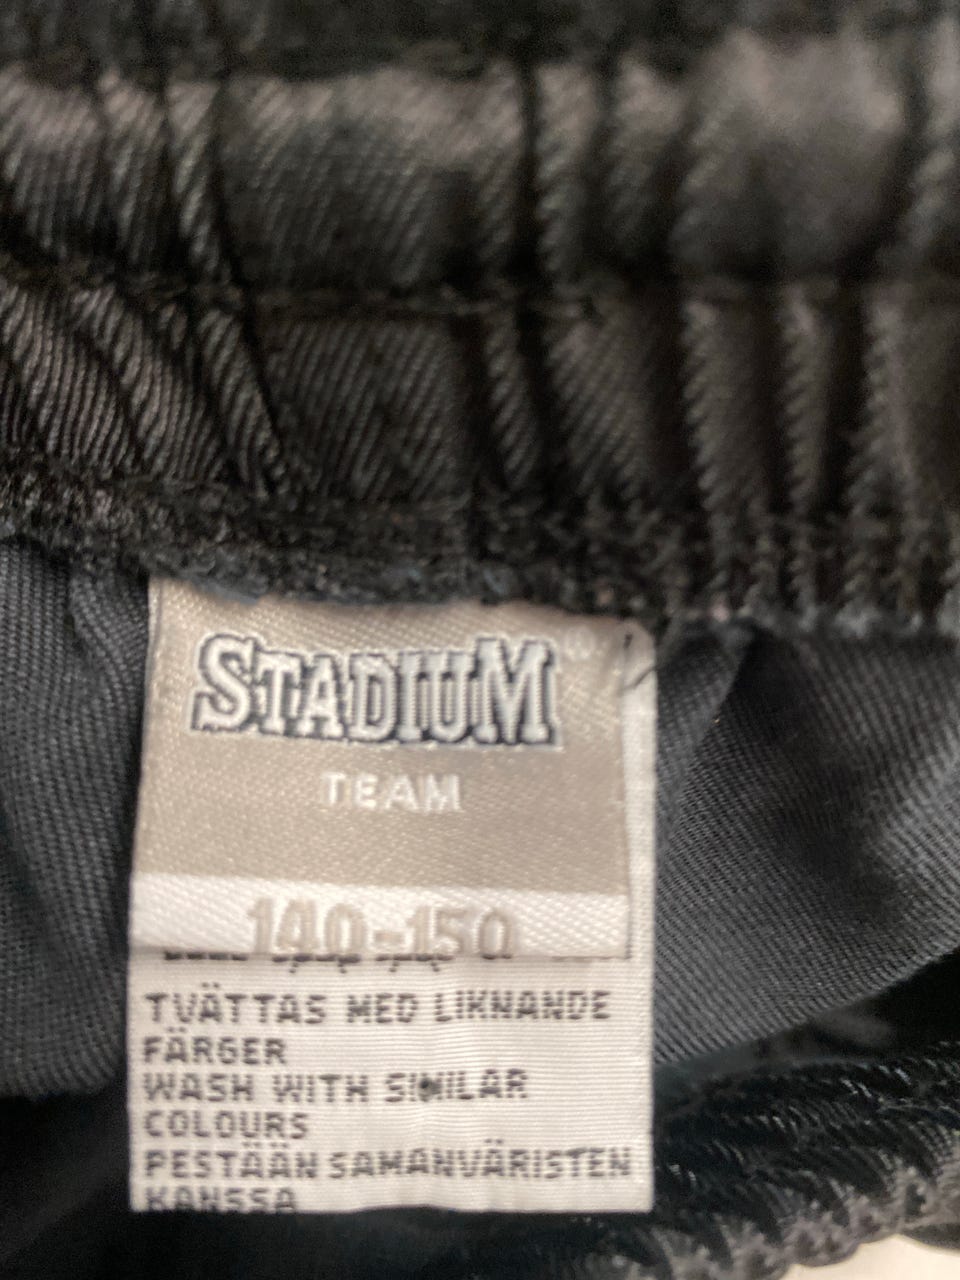 STADIUM®
TEAM
140-150
TVÄTTAS MED LIKNANDE
FÄRGER
WASH WITH SIMILAR
COLOURS
PESTÄÄN SAMANVÄRISTEN
KANSSA